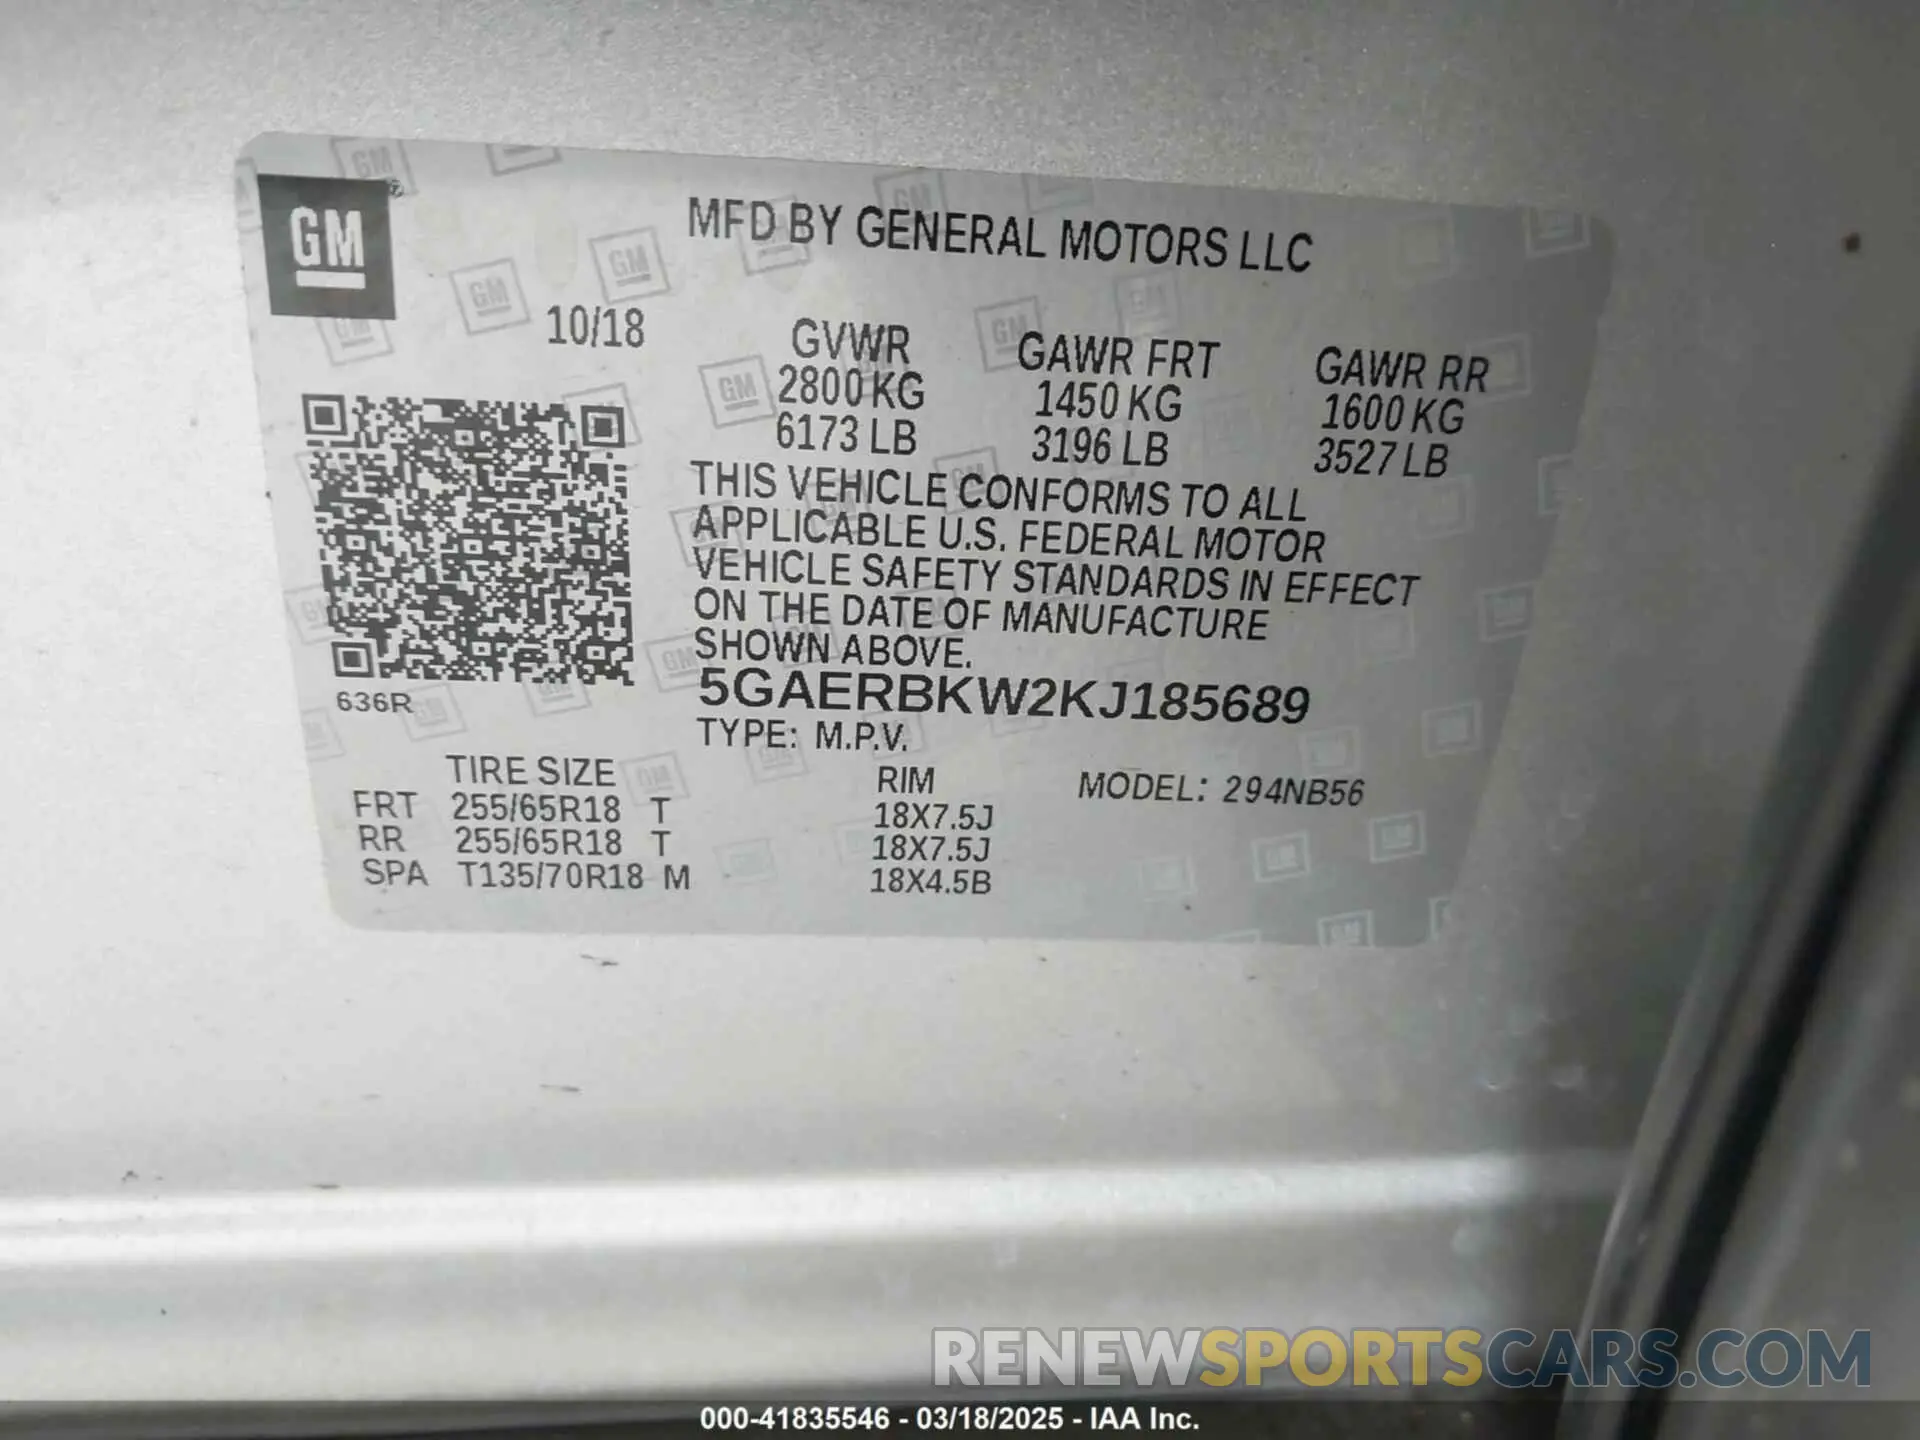 GM
MFD BY GENERAL MOTORS LLC
10/18
GVWR GAWR FRT GAWR RR
2800 KG 1450 KG 1600 KG
6173 LB 3196 LB 3527 LB
THIS VEHICLE CONFORMS TO ALL
APPLICABLE U.S. FEDERAL MOTOR
VEHICLE SAFETY STANDARDS IN EFFECT
ON THE DATE OF MANUFACTURE
SHOWN ABOVE.
636R
5GAERBKW2KJ185689
TYPE: M.P.V.
TIRE SIZE RIM MODEL: 294NB56
FRT 255/65R18 T 18X7.5J
RR 255/65R18 T 18X7.5J
SPA T135/70R18 M 18X4.5B
RENEWSPORTSCARS.COM
000-41835546 - 03/18/2025 - IAA Inc.